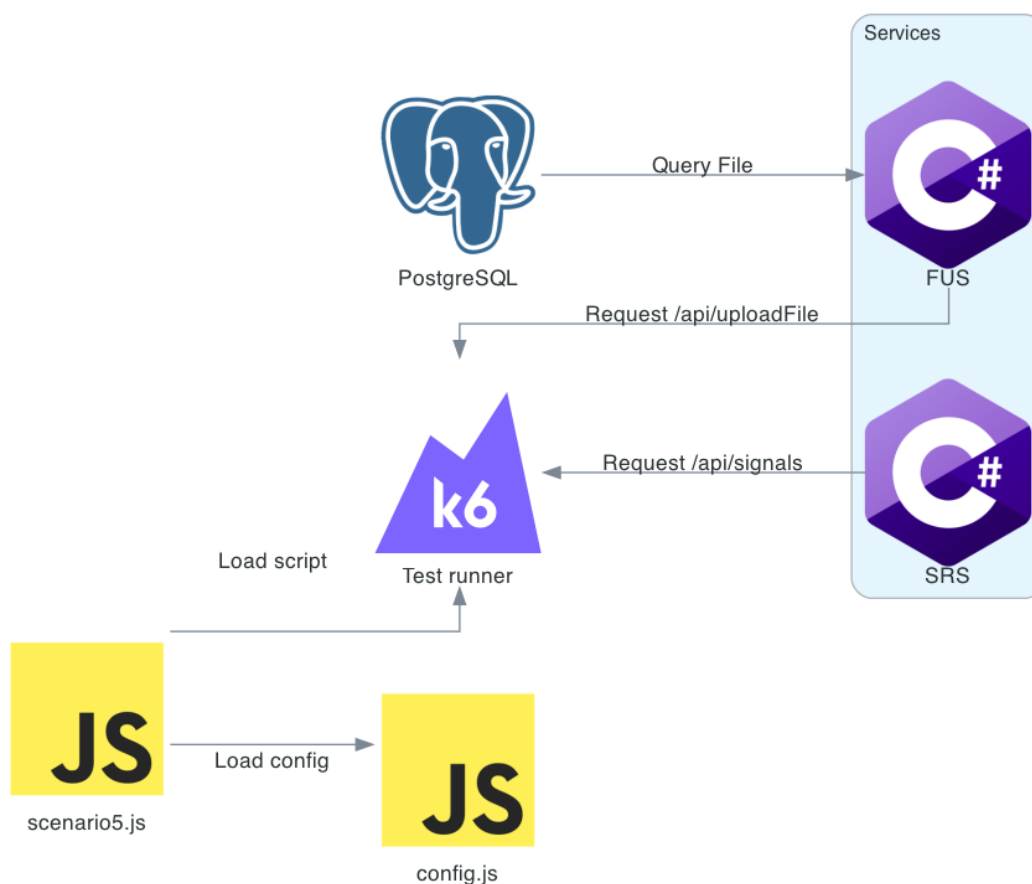 Services
Query File
C#
PostgreSQL
FUS
Request /api/uploadFile
Request /api/signals
C#
k6
Load script
Test runner
SRS
JS
Load config
JS
scenario5.js
config.js